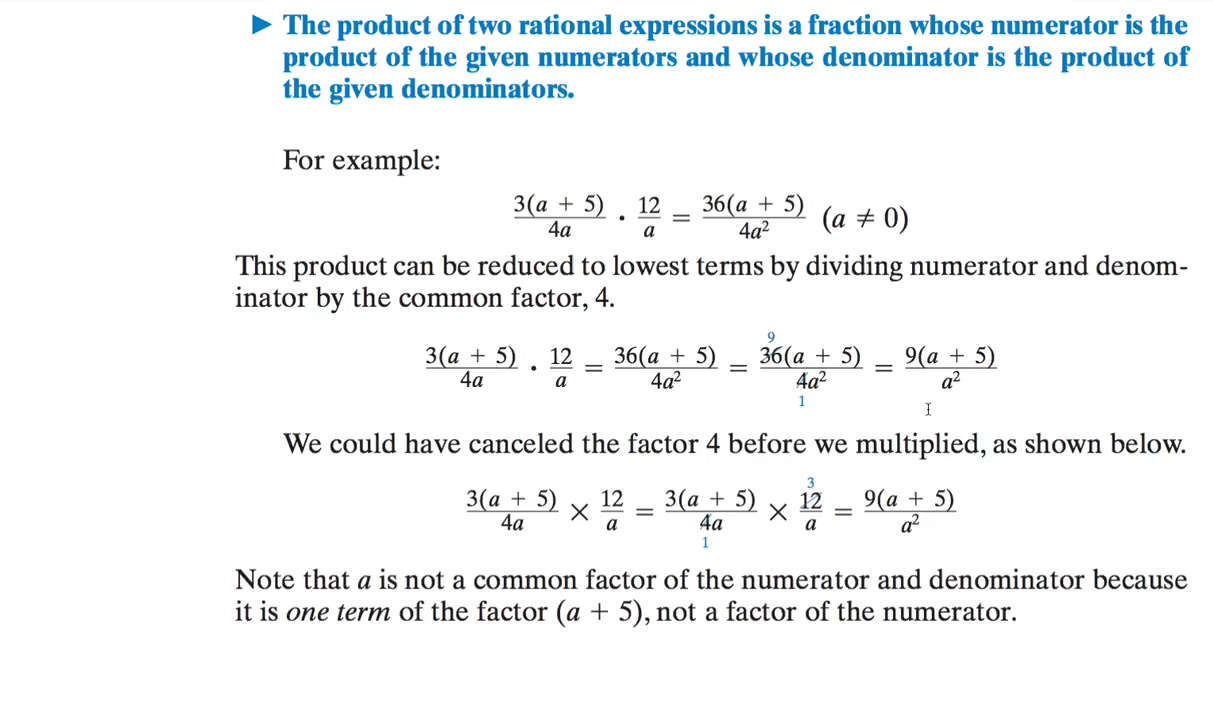 ▶ The product of two rational expressions is a fraction whose numerator is the
product of the given numerators and whose denominator is the product of
the given denominators.
For example:
3(a + 5)/4a · 12/a = 36(a + 5)/4a² (a ≠ 0)
This product can be reduced to lowest terms by dividing numerator and denom-
inator by the common factor, 4.
3(a + 5)/4a · 12/a = 36(a + 5)/4a² = 9 36(a + 5)/4a² 1 = 9(a + 5)/a²
We could have canceled the factor 4 before we multiplied, as shown below.
3(a + 5)/4a × 12/a = 3(a + 5)/4a 1 × 3 12/a = 9(a + 5)/a²
Note that a is not a common factor of the numerator and denominator because
it is one term of the factor (a + 5), not a factor of the numerator.